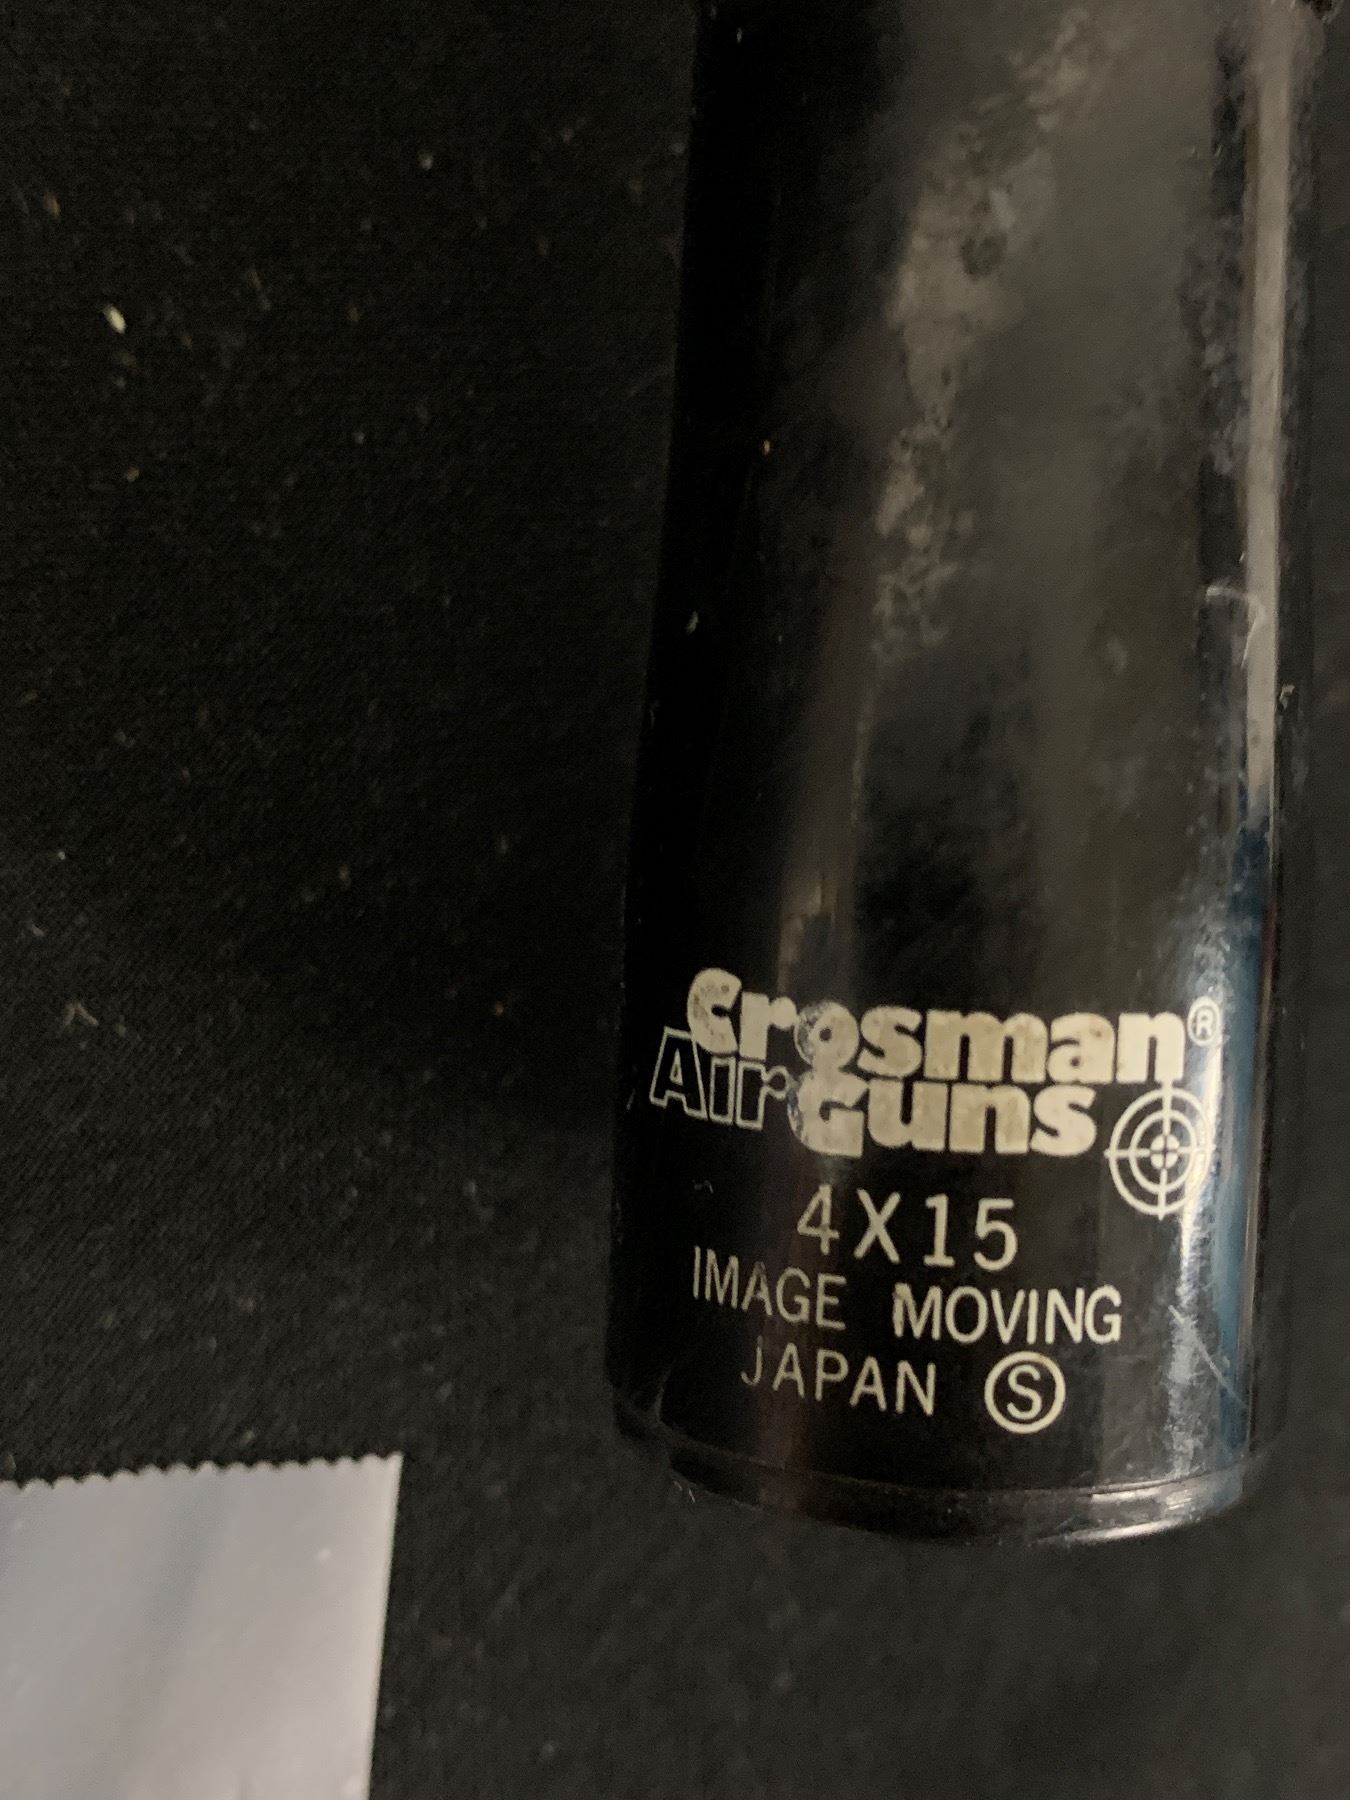 Crosman®
Air Guns
4X15
IMAGE MOVING
JAPAN Ⓢ